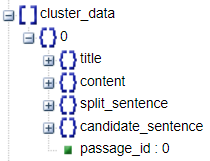 cluster_data
0
title
content
split_sentence
candidate_sentence
passage_id : 0